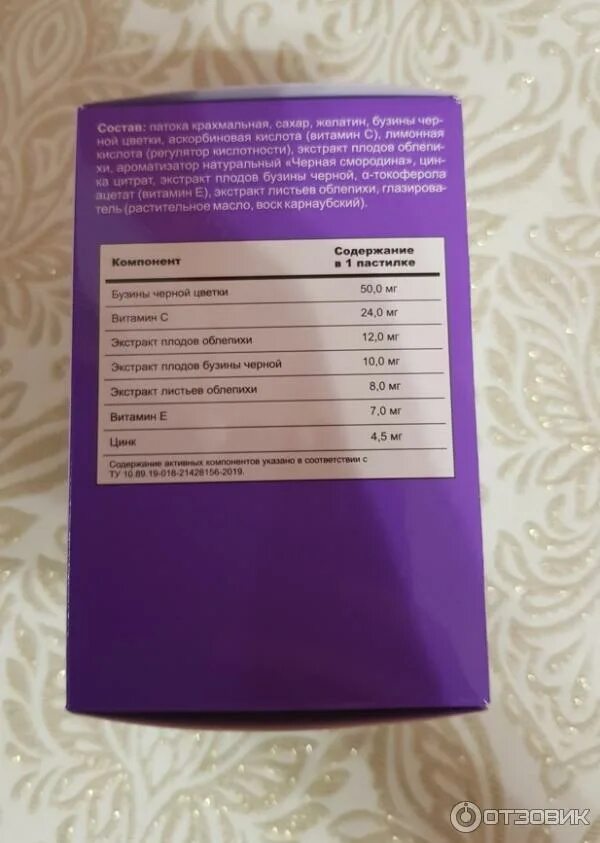 Состав: патока крахмальная, сахар, желатин, бузины чер-
ной цветки, аскорбиновая кислота (витамин С), лимонная
кислота (регулятор кислотности), экстракт плодов облепи-
хи, ароматизатор натуральный «Черная смородина», цин-
ка цитрат, экстракт плодов бузины черной, α-токоферола
ацетат (витамин Е), экстракт листьев облепихи, глазирова-
тель (растительное масло, воск карнаубский).
Компонент Содержание
в 1 пастилке
Бузины черной цветки 50,0 мг
Витамин С 24,0 мг
Экстракт плодов облепихи 12,0 мг
Экстракт плодов бузины черной 10,0 мг
Экстракт листьев облепихи 8,0 мг
Витамин Е 7,0 мг
Цинк 4,5 мг
Содержание активных компонентов указано в соответствии с
ТУ 10.89.19-018-21428156-2019.
ОТЗОВИК